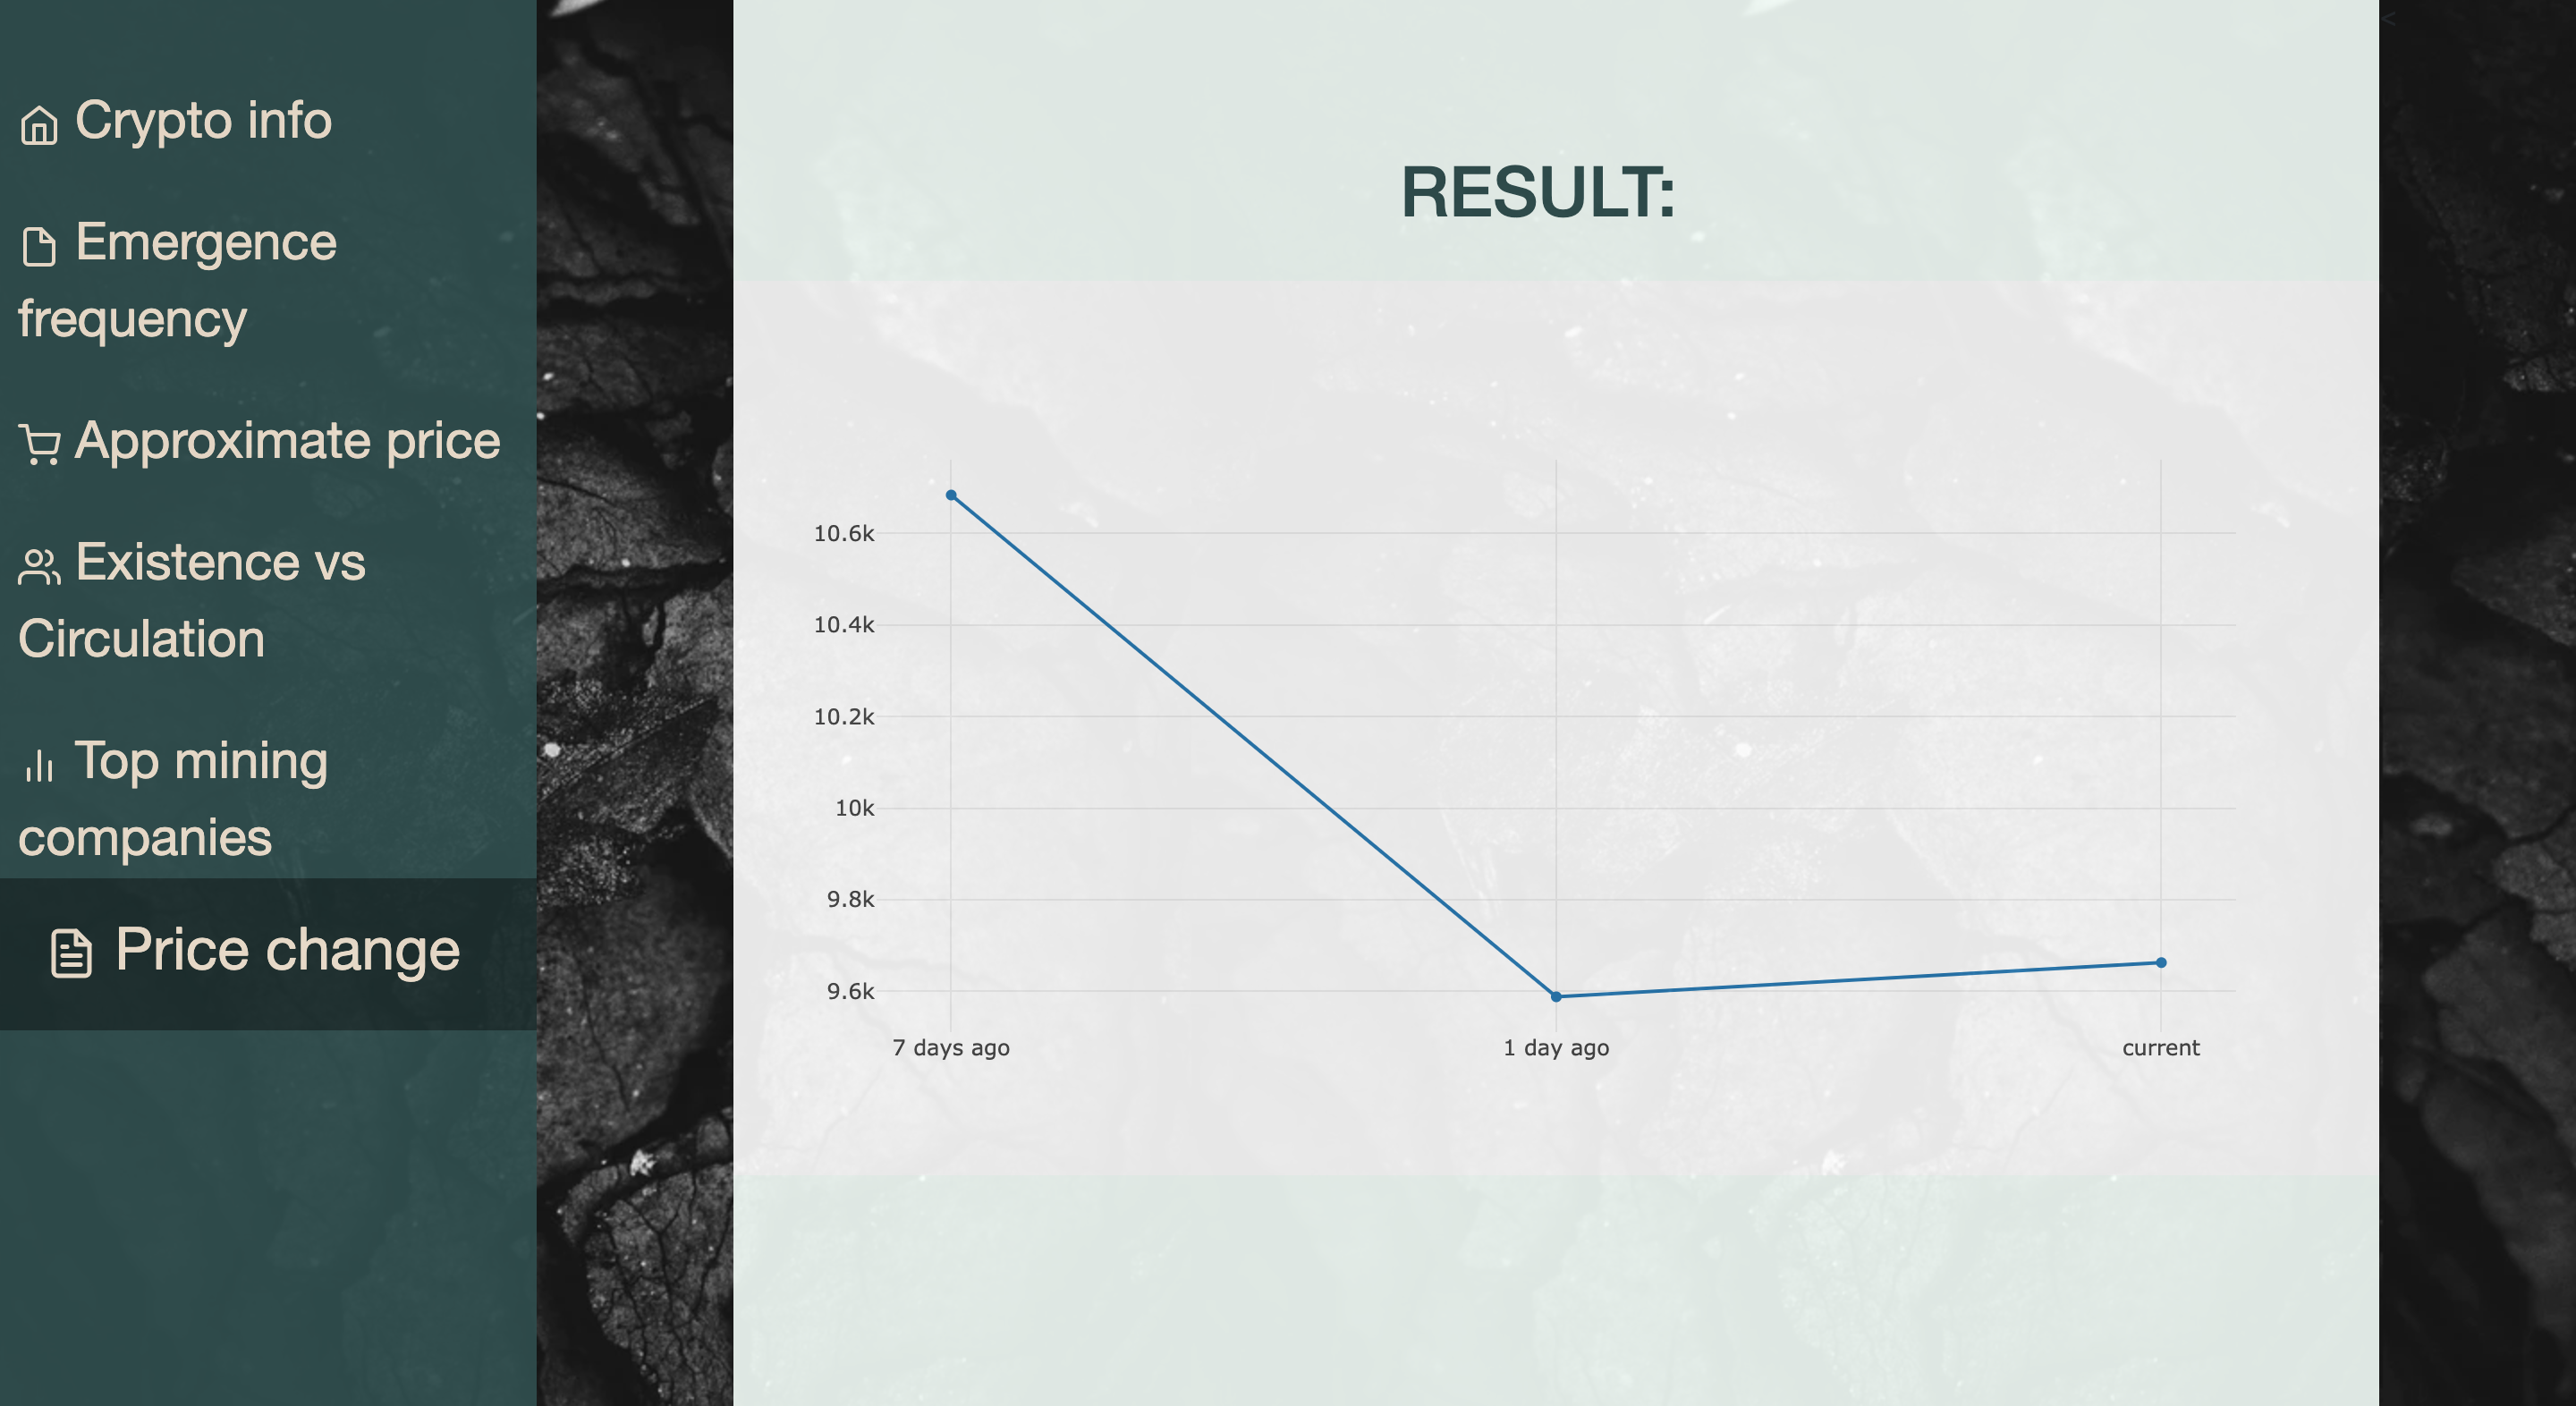 Crypto info
Emergence
frequency
Approximate price
Existence vs
Circulation
Top mining
companies
Price change
<
RESULT:
10.6k
10.4k
10.2k
10k
9.8k
9.6k
7 days ago
1 day ago
current